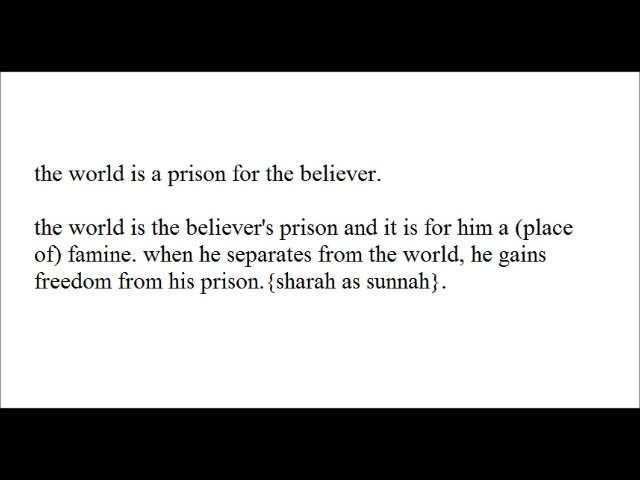 the world is a prison for the believer.
the world is the believer's prison and it is for him a (place
of) famine. when he separates from the world, he gains
freedom from his prison.{sharah as sunnah}.